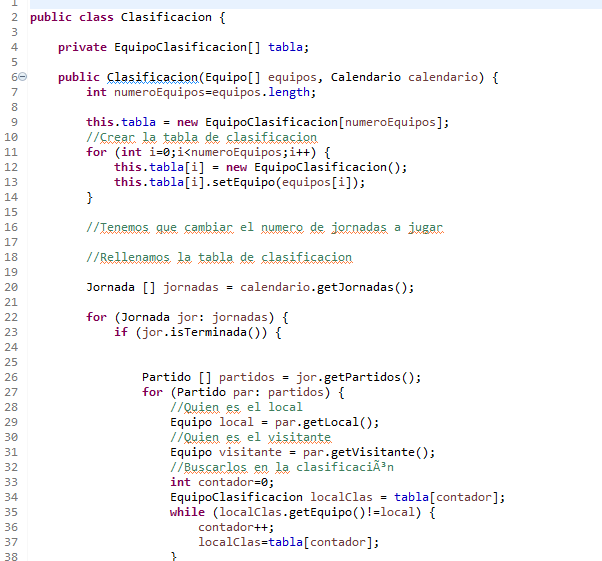 1
2 public class Clasificacion {
3
4 private EquipoClasificacion[] tabla;
5
6 public Clasificacion(Equipo[] equipos, Calendario calendario) {
7 int numeroEquipos=equipos.length;
8
9 this.tabla = new EquipoClasificacion[numeroEquipos];
10 //Crear la tabla de clasificacion
11 for (int i=0;i<numeroEquipos;i++) {
12 this.tabla[i] = new EquipoClasificacion();
13 this.tabla[i].setEquipo(equipos[i]);
14 }
15
16 //Tenemos que cambiar el numero de jornadas a jugar
17
18 //Rellenamos la tabla de clasificacion
19
20 Jornada [] jornadas = calendario.getJornadas();
21
22 for (Jornada jor: jornadas) {
23 if (jor.isTerminada()) {
24
25
26 Partido [] partidos = jor.getPartidos();
27 for (Partido par: partidos) {
28 //Quien es el local
29 Equipo local = par.getLocal();
30 //Quien es el visitante
31 Equipo visitante = par.getVisitante();
32 //Buscarlos en la clasificaciÃ³n
33 int contador=0;
34 EquipoClasificacion localClas = tabla[contador];
35 while (localClas.getEquipo()!=local) {
36 contador++;
37 localClas=tabla[contador];
38 }